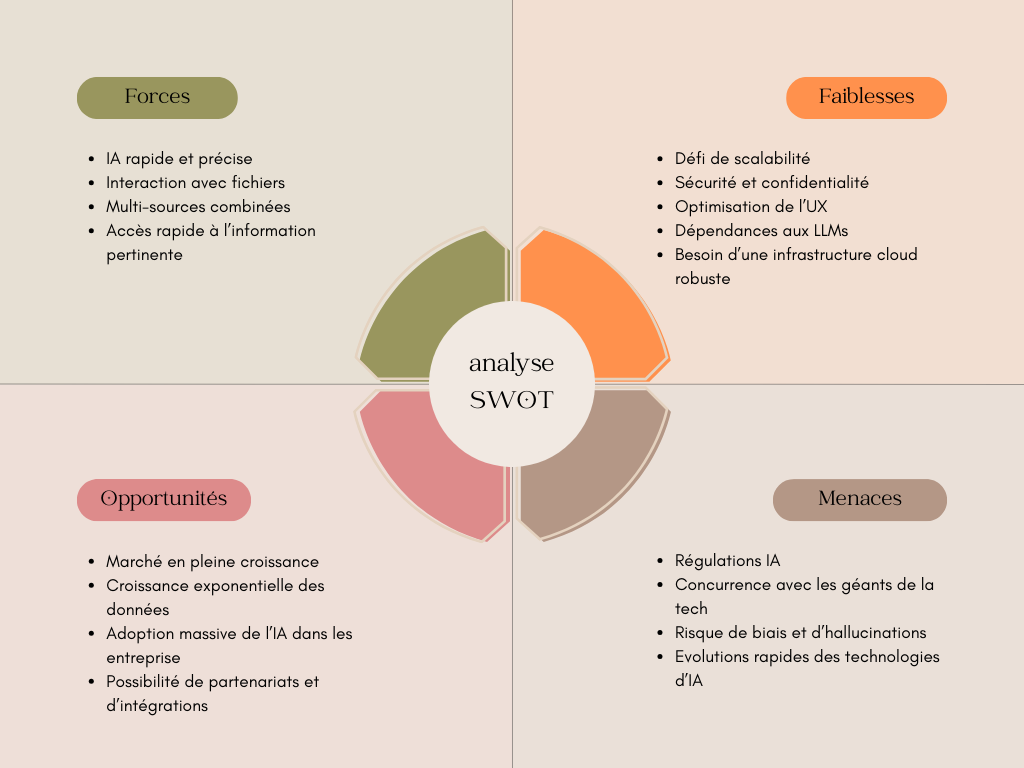 Forces
• IA rapide et précise
• Interaction avec fichiers
• Multi-sources combinées
• Accès rapide à l'information
pertinente
Faiblesses
• Défi de scalabilité
• Sécurité et confidentialité
• Optimisation de l'UX
• Dépendances aux LLMs
• Besoin d'une infrastructure cloud
robuste
analyse
SWOT
Opportunités
• Marché en pleine croissance
• Croissance exponentielle des
données
• Adoption massive de l'IA dans les
entreprise
• Possibilité de partenariats et
d'intégrations
Menaces
• Régulations IA
• Concurrence avec les géants de la
tech
• Risque de biais et d'hallucinations
• Evolutions rapides des technologies
d'IA